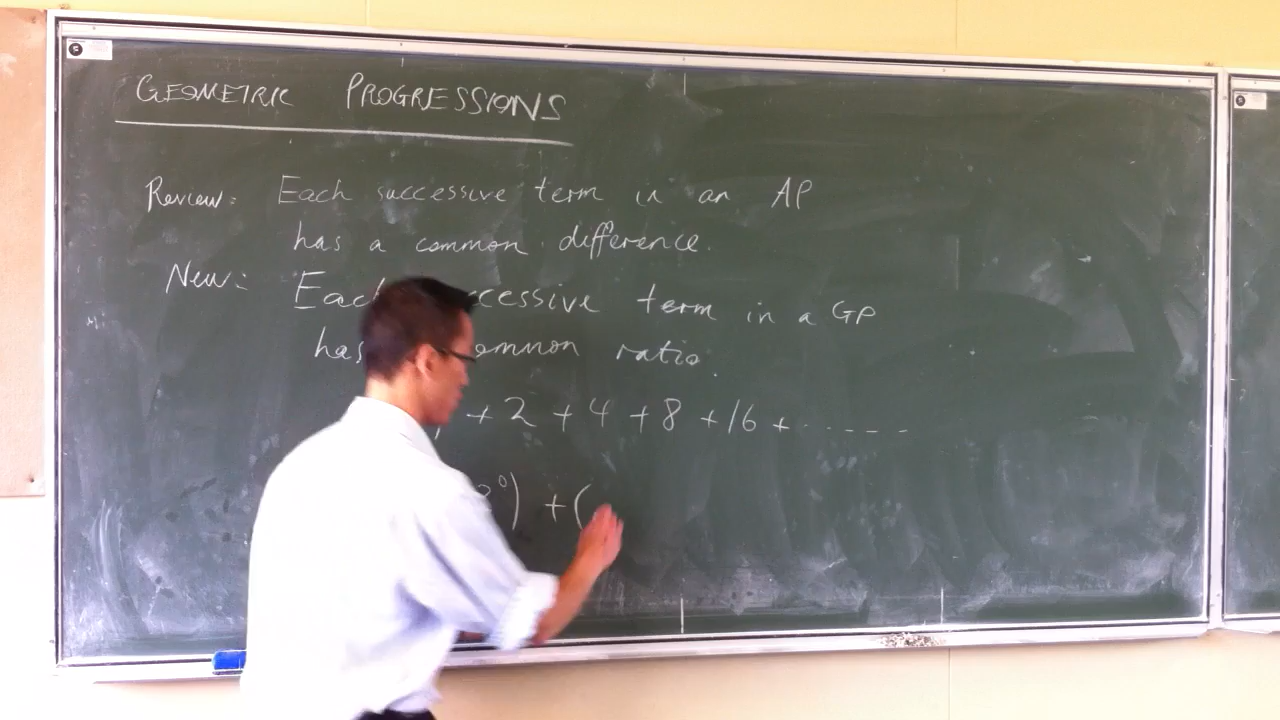 GEOMETRIC PROGRESSIONS
Review: Each successive term in an AP
has a common difference.
New: Each successive term in a GP
has common ratio.
+ 2 + 4 + 8 + 16 + ......
2⁰) + (